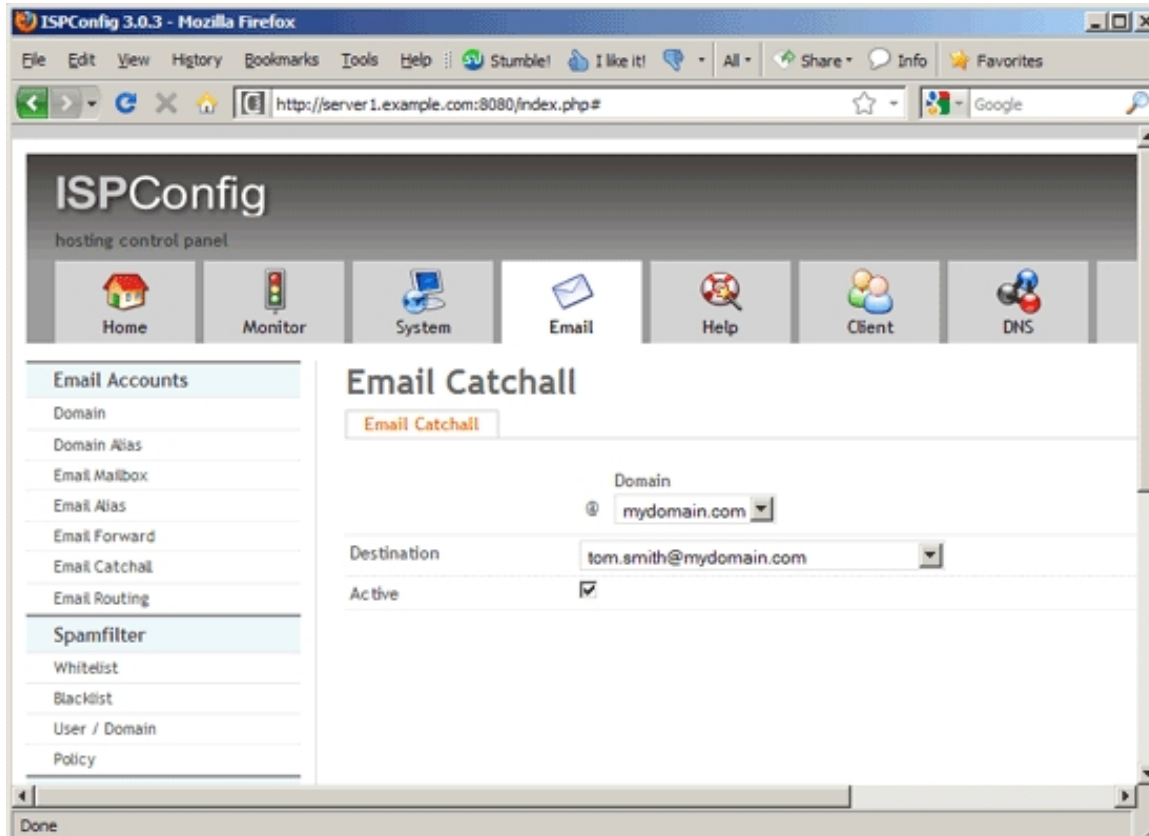 ISPConfig 3.0.3 - Mozilla Firefox
File Edit View History Bookmarks Tools Help Stumble! I like it! All Share Info Favorites
http://server1.example.com:8080/index.php# Google
ISPConfig
hosting control panel
Home Monitor System Email Help Client DNS
Email Accounts
Domain
Domain Alias
Email Mailbox
Email Alias
Email Forward
Email Catchall
Email Routing
Spamfilter
Whitelist
Blacklist
User / Domain
Policy
Email Catchall
Email Catchall
Domain
@ mydomain.com
Destination tom.smith@mydomain.com
Active
Done